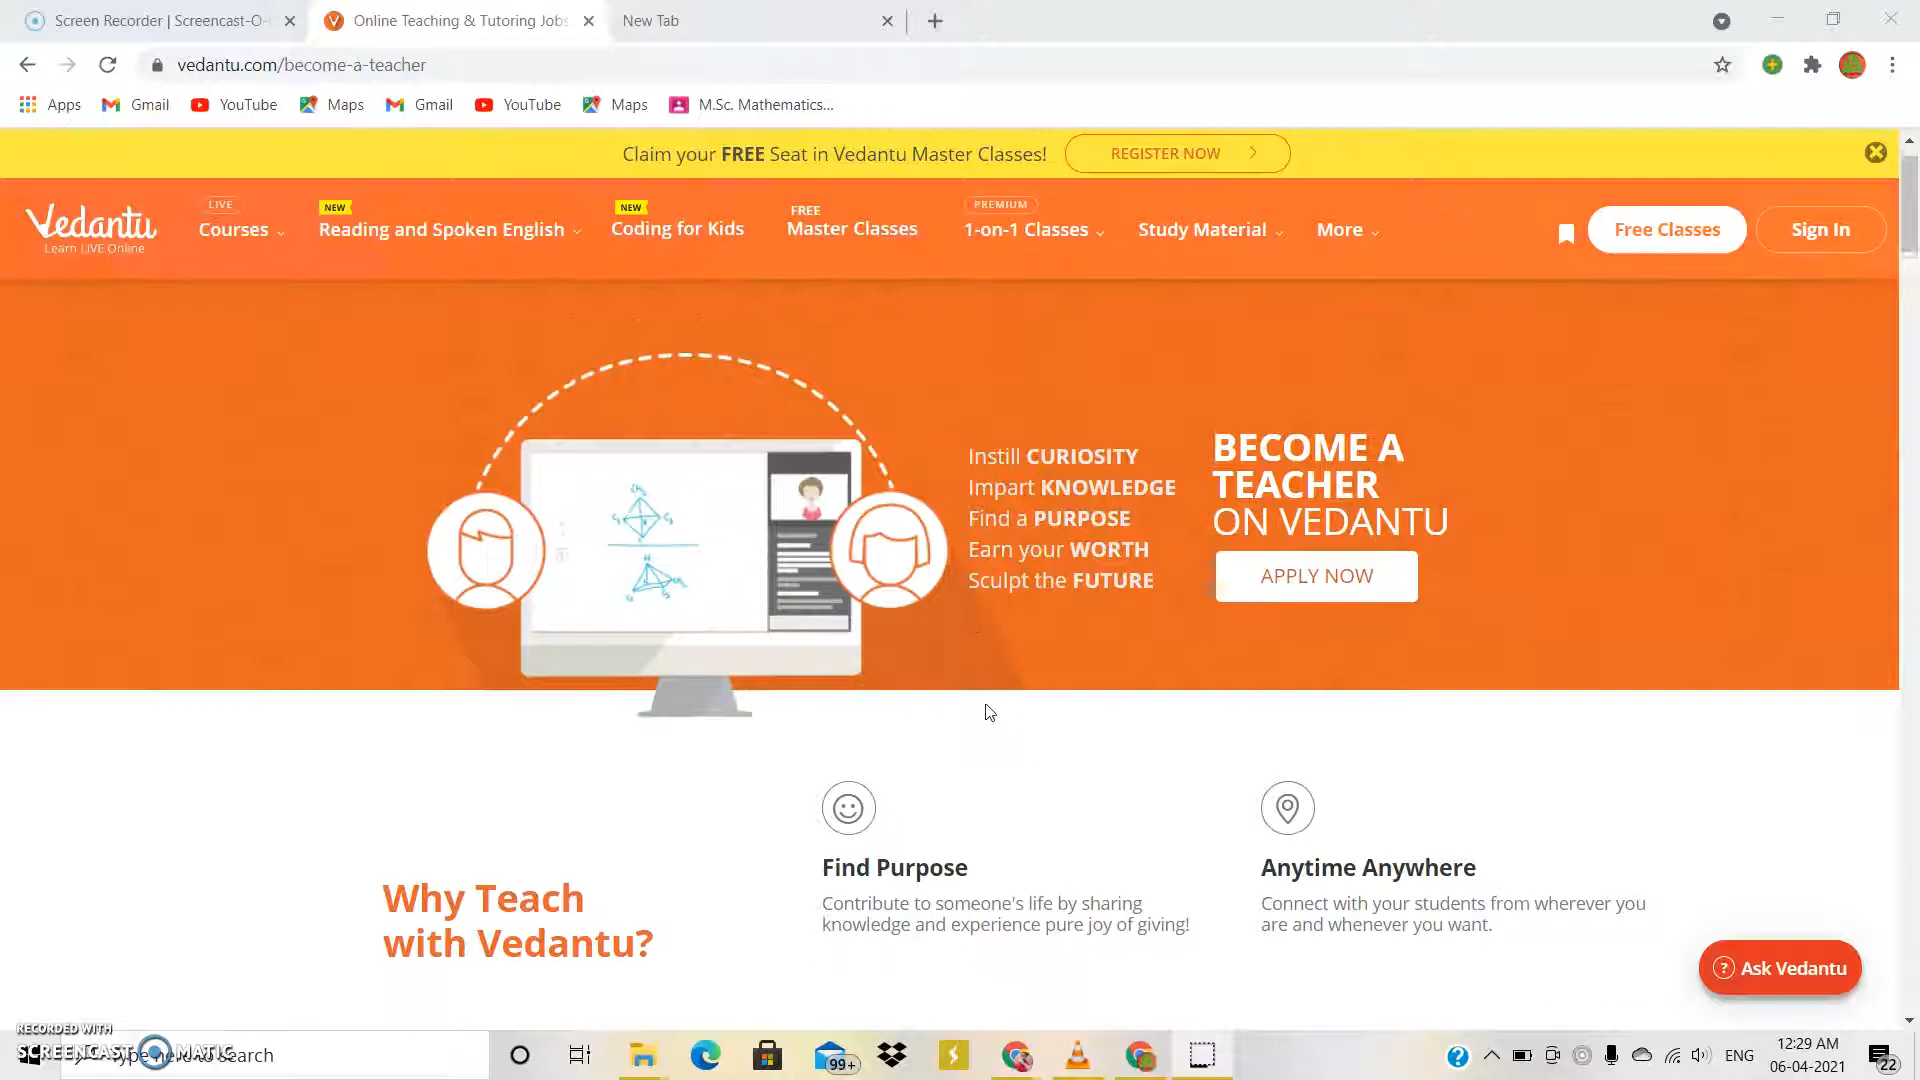 Screen Recorder | Screencast-O-
Online Teaching & Tutoring Jobs
New Tab
vedantu.com/become-a-teacher
Apps
Gmail
YouTube
Maps
Gmail
YouTube
Maps
M.Sc. Mathematics...
Claim your FREE Seat in Vedantu Master Classes!
REGISTER NOW
Vedantu
Learn LIVE Online
LIVE
Courses
NEW
Reading and Spoken English
NEW
Coding for Kids
FREE
Master Classes
PREMIUM
1-on-1 Classes
Study Material
More
Free Classes
Sign In
Instill CURIOSITY
Impart KNOWLEDGE
Find a PURPOSE
Earn your WORTH
Sculpt the FUTURE
BECOME A
TEACHER
ON VEDANTU
APPLY NOW
Why Teach
with Vedantu?
Find Purpose
Contribute to someone's life by sharing
knowledge and experience pure joy of giving!
Anytime Anywhere
Connect with your students from wherever you
are and whenever you want.
Ask Vedantu
RECORDED WITH
SCREENCAST MATIC
Type here to search
99+
ENG
12:29 AM
06-04-2021
22